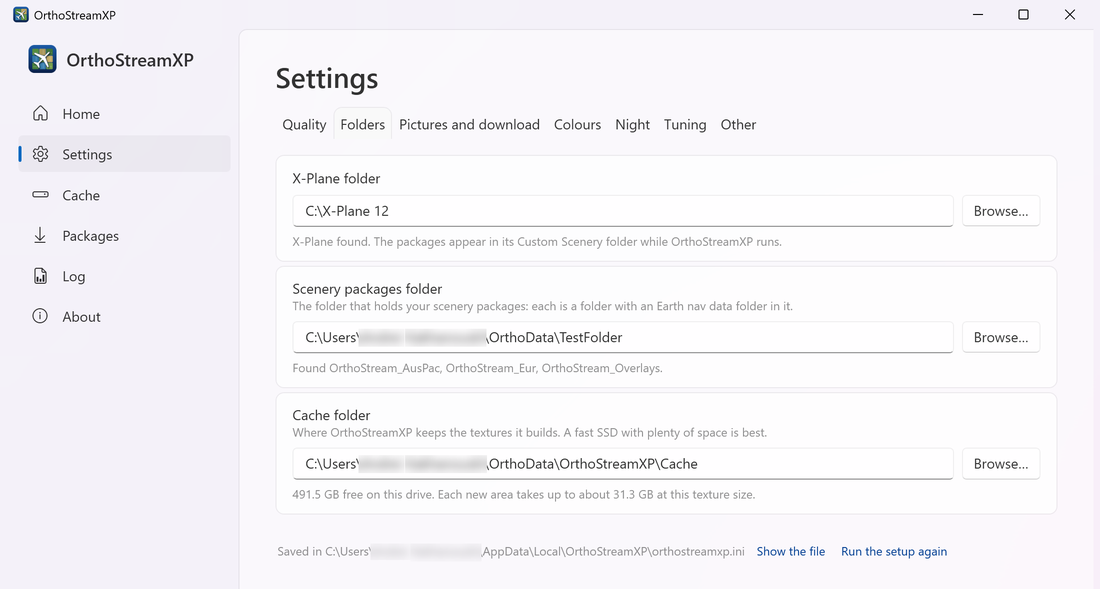 OrthoStreamXP
OrthoStreamXP
Home
Settings
Cache
Packages
Log
About
Settings
Quality Folders Pictures and download Colours Night Tuning Other
X-Plane folder
C:\X-Plane 12 Browse...
X-Plane found. The packages appear in its Custom Scenery folder while OrthoStreamXP runs.
Scenery packages folder
The folder that holds your scenery packages: each is a folder with an Earth nav data folder in it.
C:\Users\ \OrthoData\TestFolder Browse...
Found OrthoStream_AusPac, OrthoStream_Eur, OrthoStream_Overlays.
Cache folder
Where OrthoStreamXP keeps the textures it builds. A fast SSD with plenty of space is best.
C:\Users\ \OrthoData\OrthoStreamXP\Cache Browse...
491.5 GB free on this drive. Each new area takes up to about 31.3 GB at this texture size.
Saved in C:\Users\ \AppData\Local\OrthoStreamXP\orthostreamxp.ini Show the file Run the setup again